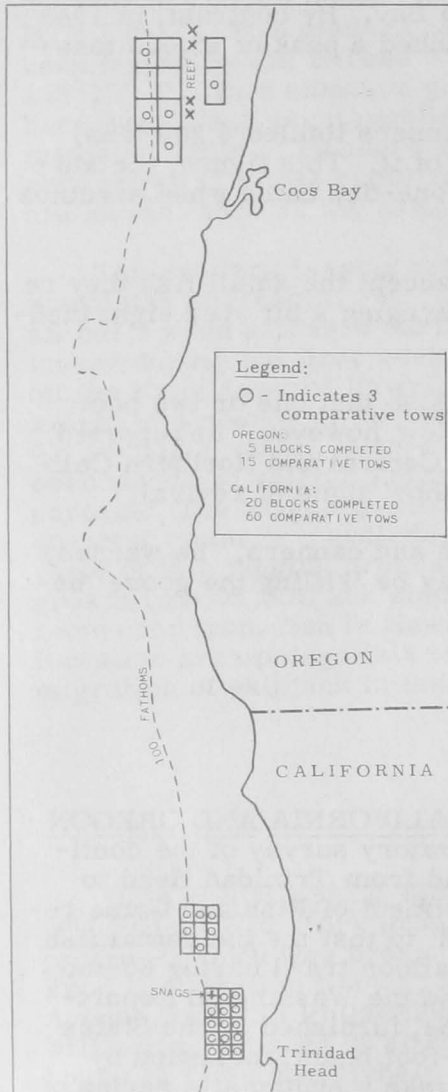 REEF
Coos Bay
Legend:
O - Indicates 3
comparative tows
OREGON:
5 BLOCKS COMPLETED
15 COMPARATIVE TOWS
CALIFORNIA:
20 BLOCKS COMPLETED
60 COMPARATIVE TOWS
OREGON
CALIFORNIA
100 FATHOMS
SNAGS
Trinidad
Head